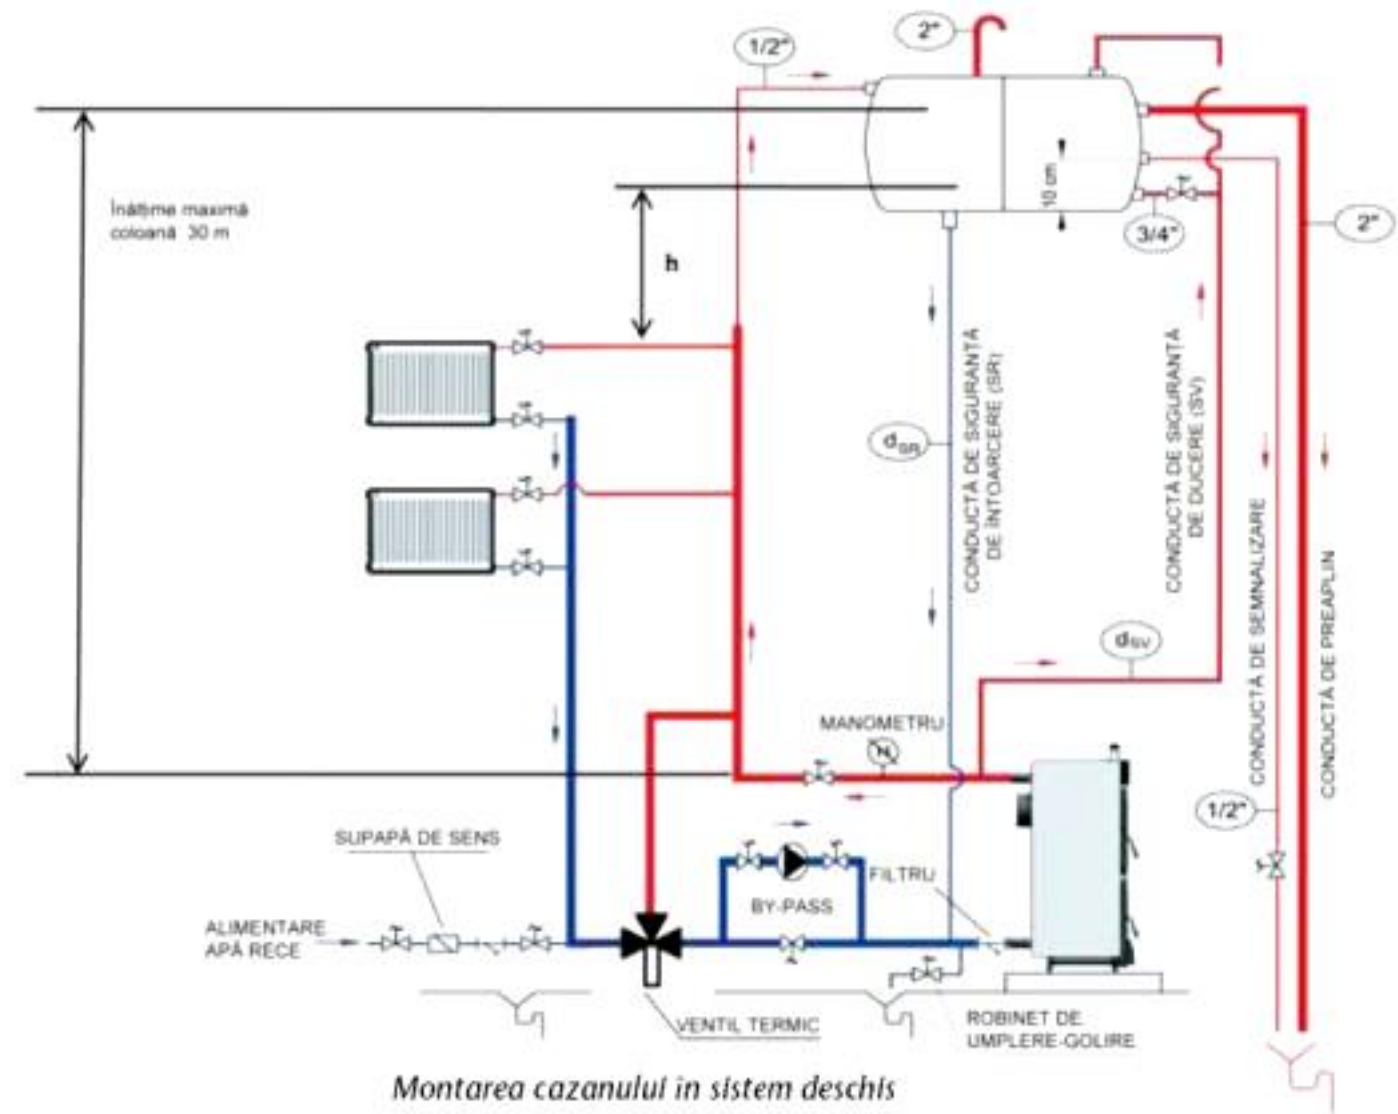 2"
1/2"
Înălțime maximă
coloană 30 m
10 cm
2"
3/4"
h
CONDUCTĂ DE SIGURANȚĂ
DE ÎNTOARCERE (SR)
CONDUCTĂ DE SIGURANȚĂ
DE DUCERE (SV)
dSR
CONDUCTĂ DE SEMNALIZARE
CONDUCTĂ DE PREAPLIN
dSV
MANOMETRU
1/2"
SUPAPĂ DE SENS
FILTRU
BY-PASS
ALIMENTARE
APĂ RECE
VENTIL TERMIC
ROBINET DE
UMPLERE-GOLIRE
Montarea cazanului in sistem deschis